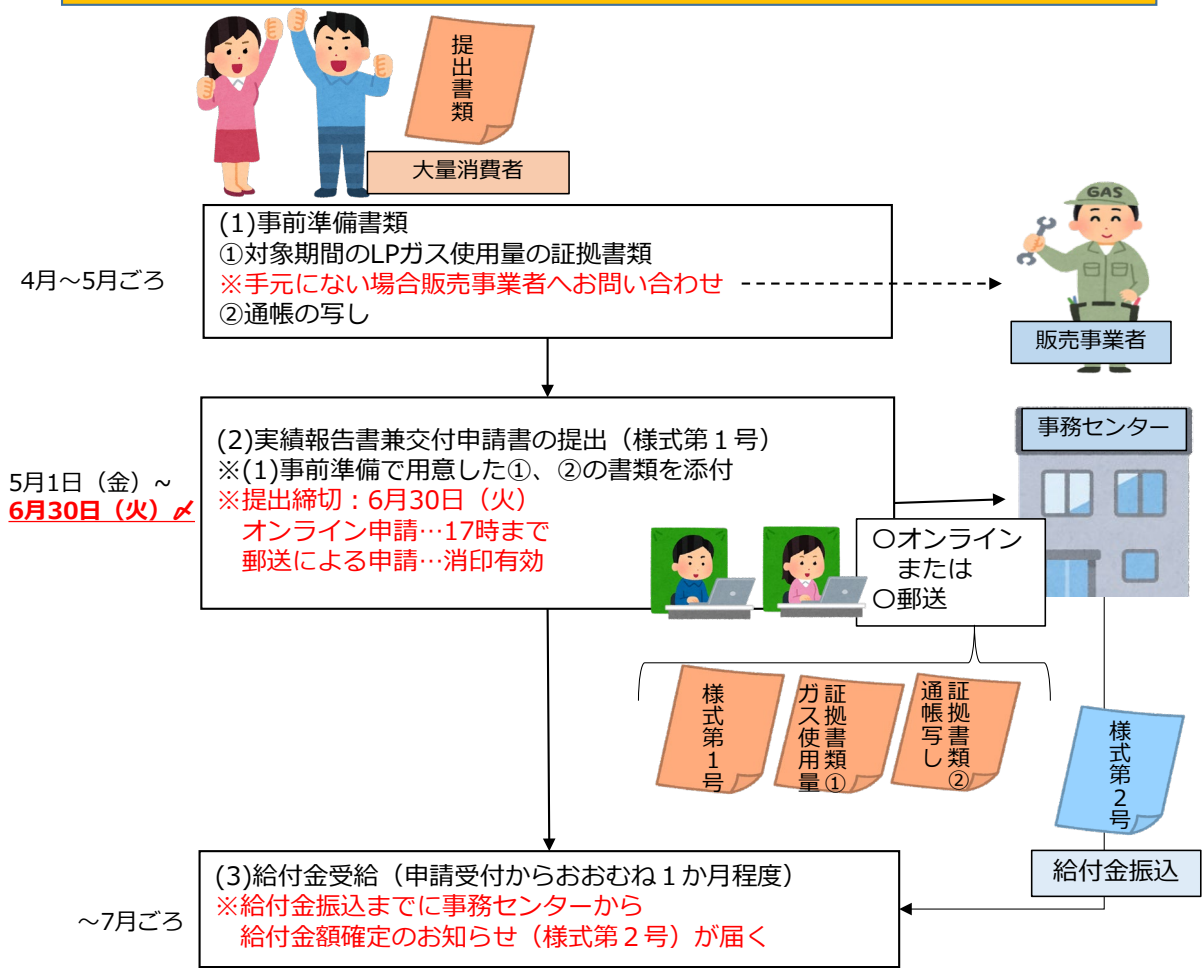 提出書類
大量消費者
(1)事前準備書類
①対象期間のLPガス使用量の証拠書類
※手元にない場合販売事業者へお問い合わせ
②通帳の写し
4月～5月ごろ
GAS
販売事業者
(2)実績報告書兼交付申請書の提出（様式第１号）
※(1)事前準備で用意した①、②の書類を添付
※提出締切：6月30日（火）
オンライン申請…17時まで
郵送による申請…消印有効
5月1日（金）~
6月30日（火）〆
事務センター
〇オンライン
または
〇郵送
様式第１号
証拠書類①
ガス使用量
証拠書類②
通帳写し
様式第２号
給付金振込
(3)給付金受給（申請受付からおおむね１か月程度）
※給付金振込までに事務センターから
給付金額確定のお知らせ（様式第２号）が届く
～7月ごろ